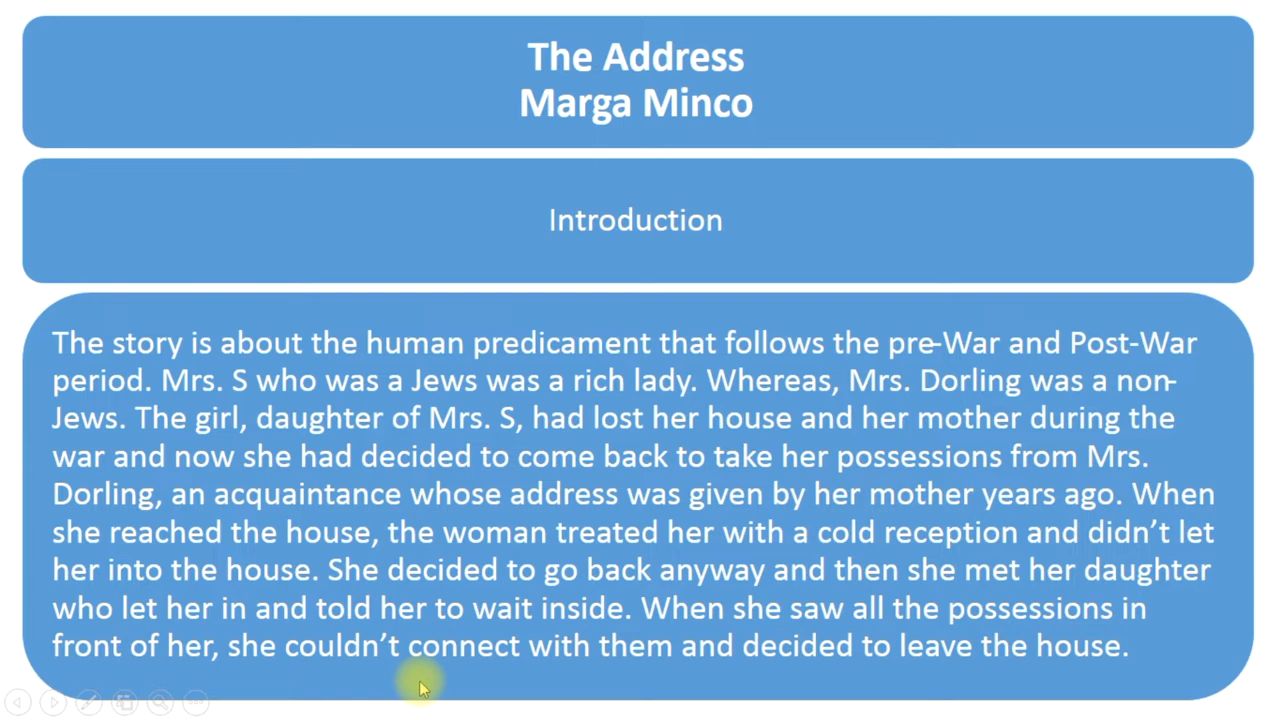 The Address
Marga Minco
Introduction
The story is about the human predicament that follows the pre-War and Post-War
period. Mrs. S who was a Jews was a rich lady. Whereas, Mrs. Dorling was a non-
Jews. The girl, daughter of Mrs. S, had lost her house and her mother during the
war and now she had decided to come back to take her possessions from Mrs.
Dorling, an acquaintance whose address was given by her mother years ago. When
she reached the house, the woman treated her with a cold reception and didn’t let
her into the house. She decided to go back anyway and then she met her daughter
who let her in and told her to wait inside. When she saw all the possessions in
front of her, she couldn’t connect with them and decided to leave the house.